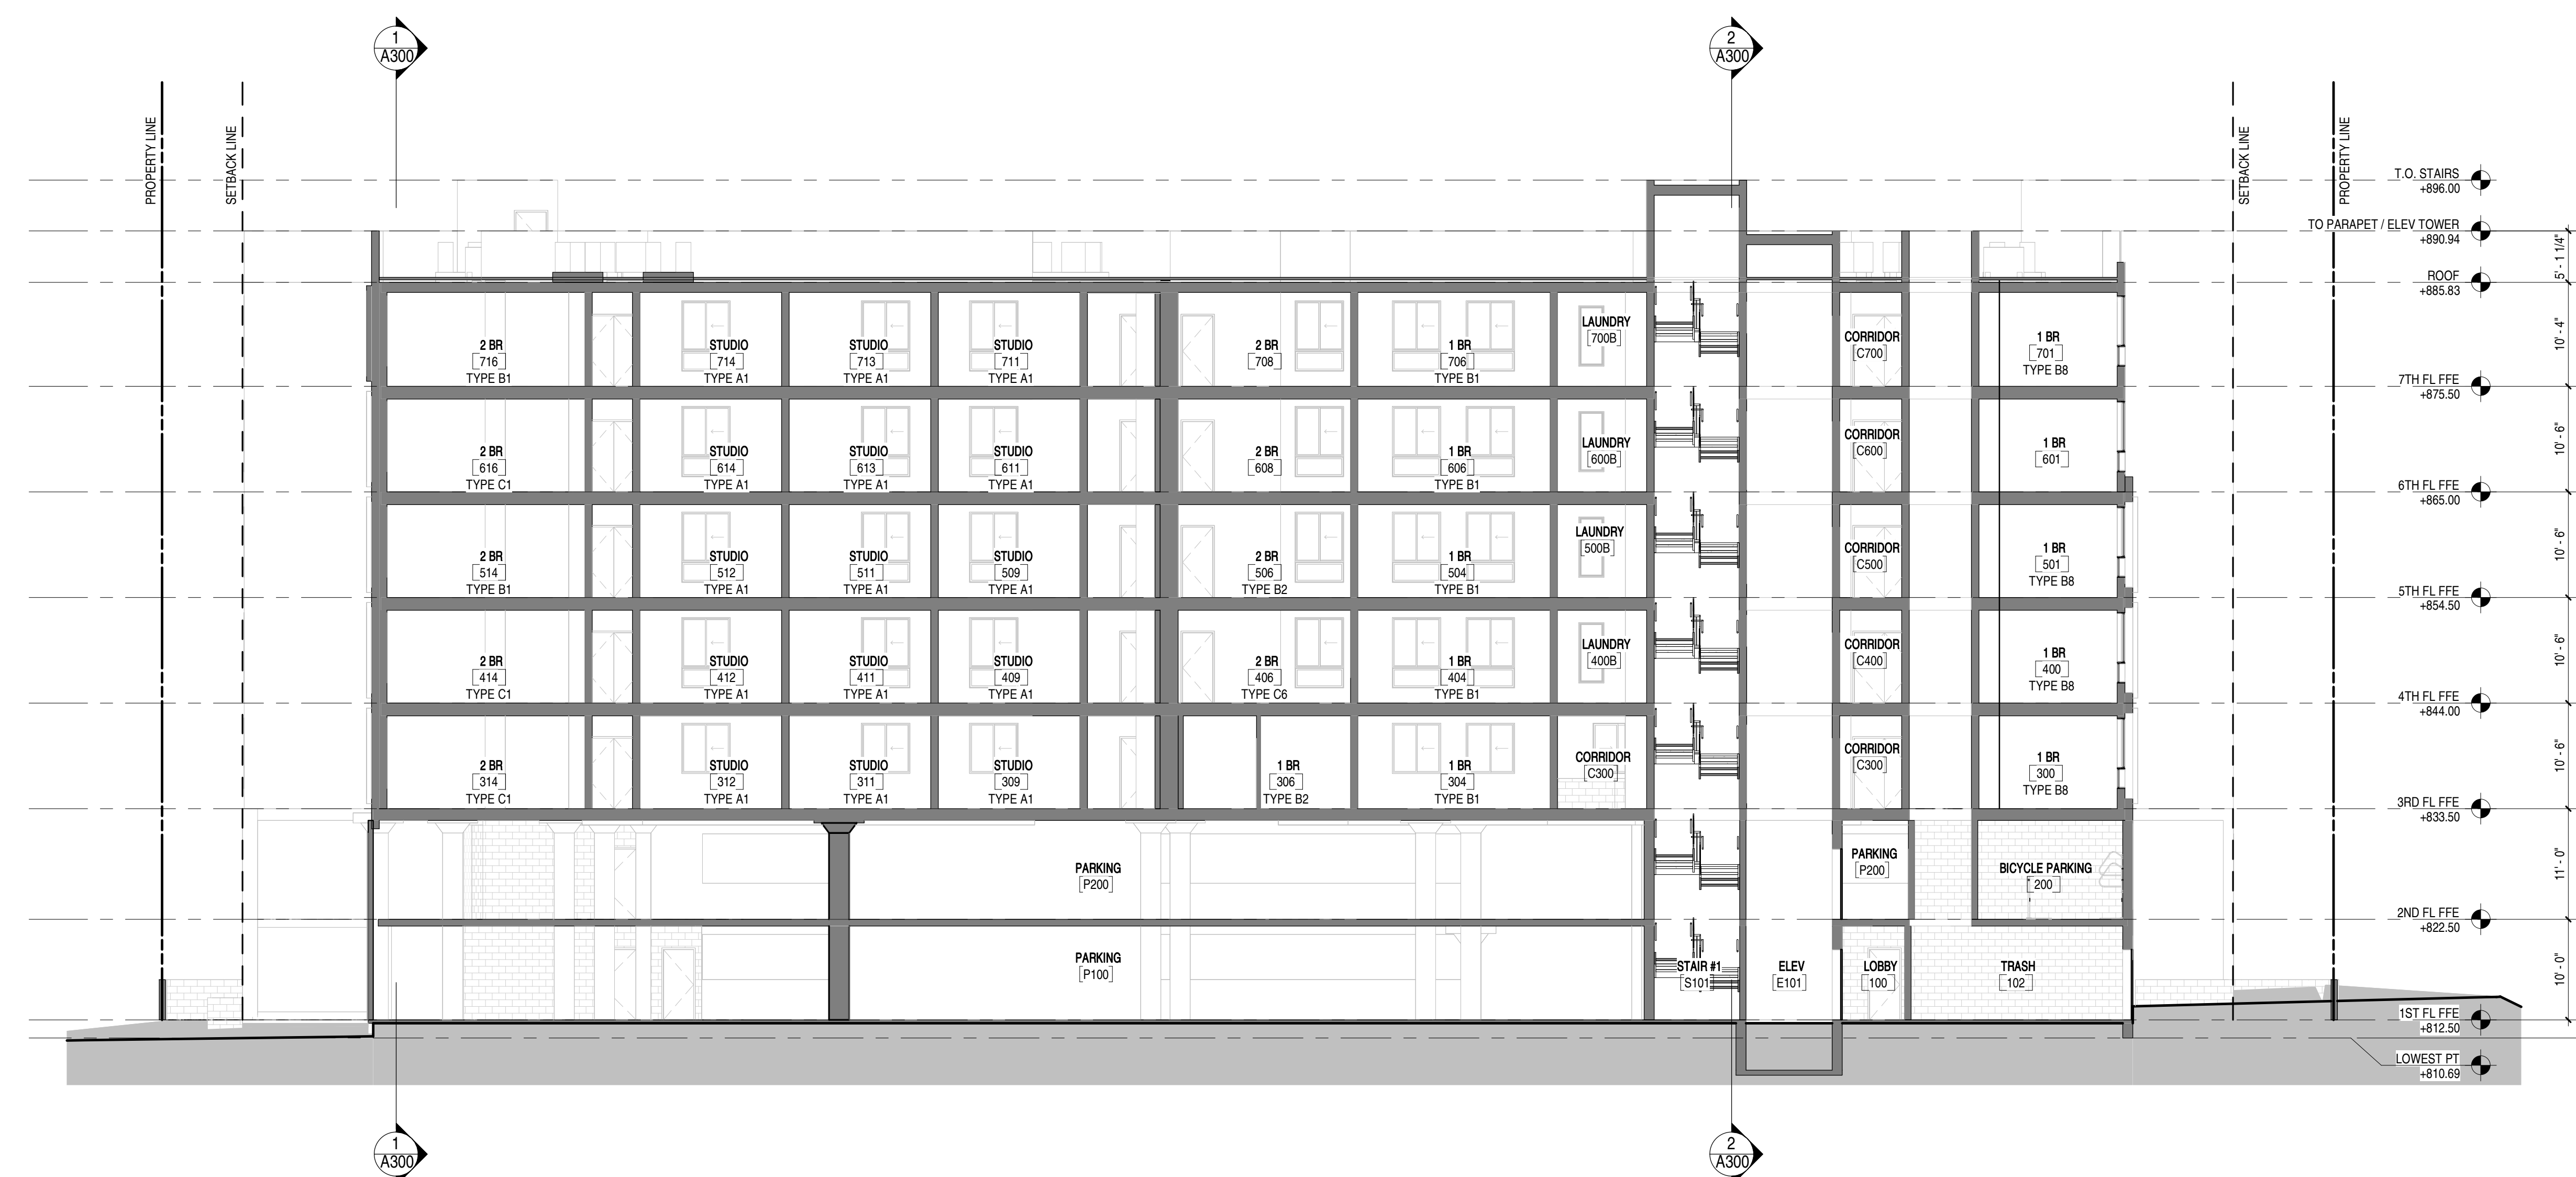 1
A300
2
A300
PROPERTY LINE
SETBACK LINE
SETBACK LINE
PROPERTY LINE
T.O. STAIRS
+896.00
TO PARAPET / ELEV TOWER
+890.94
5' - 1 1/4"
ROOF
+885.83
10' - 4"
2 BR
716
TYPE B1
STUDIO
714
TYPE A1
STUDIO
713
TYPE A1
STUDIO
711
TYPE A1
2 BR
708
1 BR
706
TYPE B1
LAUNDRY
700B
CORRIDOR
C700
1 BR
701
TYPE B8
7TH FL FFE
+875.50
10' - 6"
2 BR
616
TYPE C1
STUDIO
614
TYPE A1
STUDIO
613
TYPE A1
STUDIO
611
TYPE A1
2 BR
608
1 BR
606
TYPE B1
LAUNDRY
600B
CORRIDOR
C600
1 BR
601
6TH FL FFE
+865.00
10' - 6"
2 BR
514
TYPE B1
STUDIO
512
TYPE A1
STUDIO
511
TYPE A1
STUDIO
509
TYPE A1
2 BR
506
TYPE B2
1 BR
504
TYPE B1
LAUNDRY
500B
CORRIDOR
C500
1 BR
501
TYPE B8
5TH FL FFE
+854.50
10' - 6"
2 BR
414
TYPE C1
STUDIO
412
TYPE A1
STUDIO
411
TYPE A1
STUDIO
409
TYPE A1
2 BR
406
TYPE C6
1 BR
404
TYPE B1
LAUNDRY
400B
CORRIDOR
C400
1 BR
400
TYPE B8
4TH FL FFE
+844.00
10' - 6"
2 BR
314
TYPE C1
STUDIO
312
TYPE A1
STUDIO
311
TYPE A1
STUDIO
309
TYPE A1
1 BR
306
TYPE B2
1 BR
304
TYPE B1
CORRIDOR
C300
CORRIDOR
C300
1 BR
300
TYPE B8
3RD FL FFE
+833.50
11' - 0"
PARKING
P200
PARKING
P200
BICYCLE PARKING
200
2ND FL FFE
+822.50
10' - 0"
PARKING
P100
STAIR #1
S101
ELEV
E101
LOBBY
100
TRASH
102
1ST FL FFE
+812.50
LOWEST PT
+810.69
1
A300
2
A300